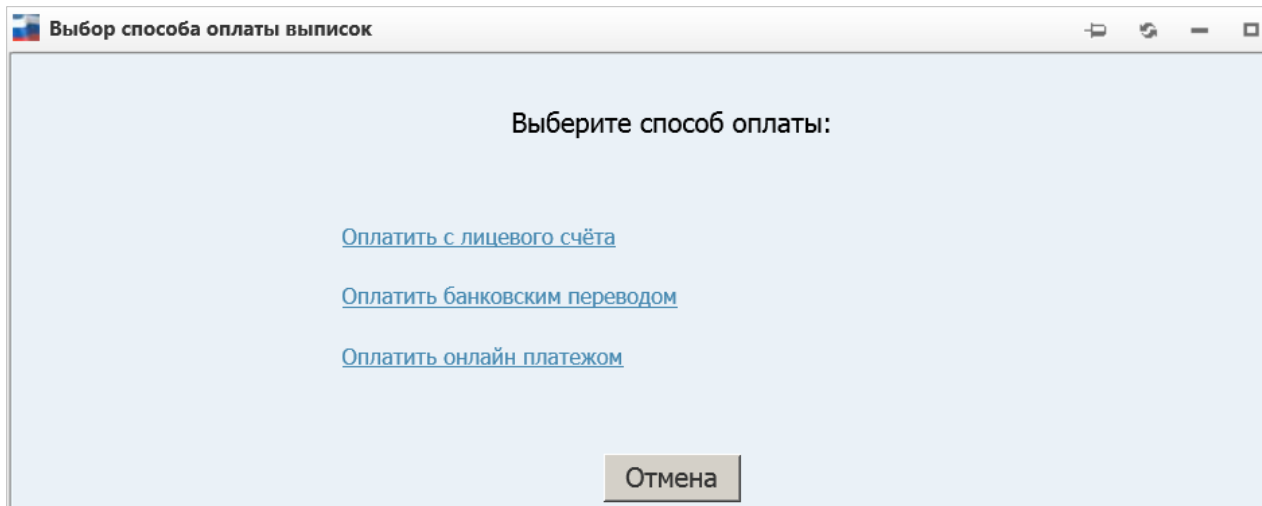 Выбор способа оплаты выписок
Выберите способ оплаты:
Оплатить с лицевого счёта
Оплатить банковским переводом
Оплатить онлайн платежом
Отмена